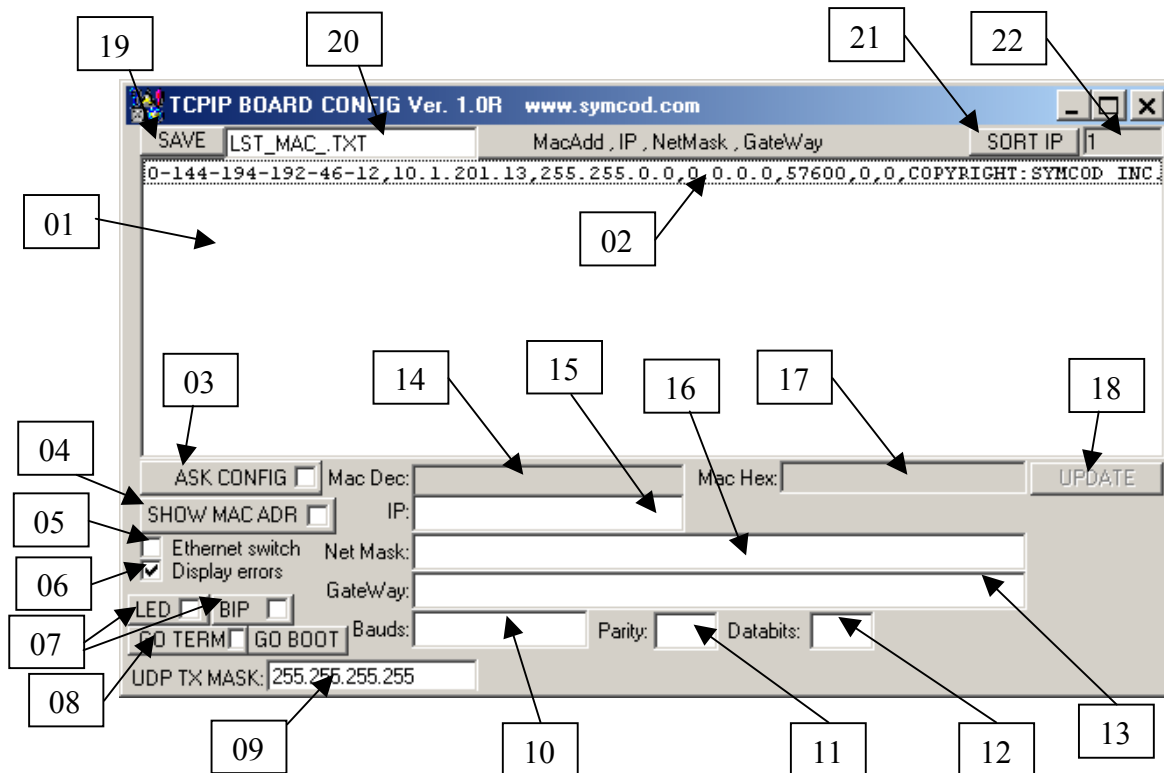 19 20 21 22
TCPIP BOARD CONFIG Ver. 1.0R www.symcod.com
SAVE LST_MAC_.TXT MacAdd , IP , NetMask , GateWay SORT IP 1
0-144-194-192-46-12,10.1.201.13,255.255.0.0,0.0.0.0,57600,0,0,COPYRIGHT:SYMCOD INC.
01 02
03 14 15 16 17 18
04 ASK CONFIG Mac Dec: Mac Hex: UPDATE
SHOW MAC ADR IP:
05 Ethernet switch Net Mask:
06 Display errors
GateWay:
LED BIP
07 GO TERM GO BOOT Bauds: Parity: Databits:
UDP TX MASK: 255.255.255.255
08 09 10 11 12 13